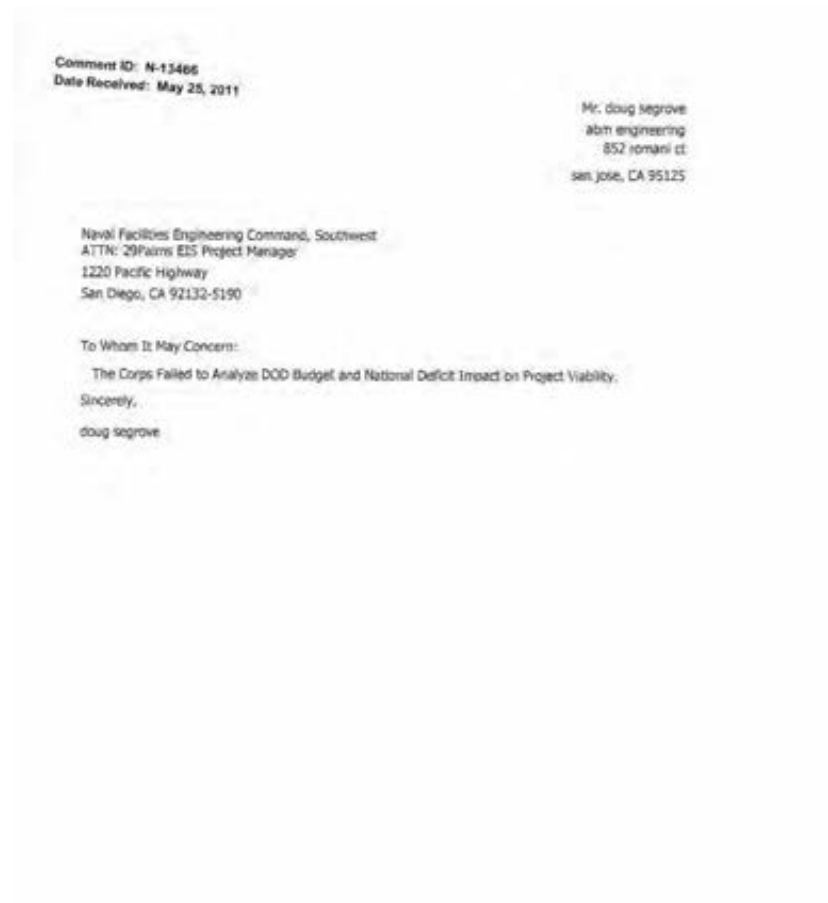 Comment ID: N-13466
Date Received: May 25, 2011
Mr. doug segrove
abm engineering
852 romani ct
san jose, CA 95125
Naval Facilities Engineering Command, Southwest
ATTN: 29Palms EIS Project Manager
1220 Pacific Highway
San Diego, CA 92132-5190
To Whom It May Concern:
The Corps Failed to Analyze DOD Budget and National Deficit Impact on Project Viability.
Sincerely,
doug segrove